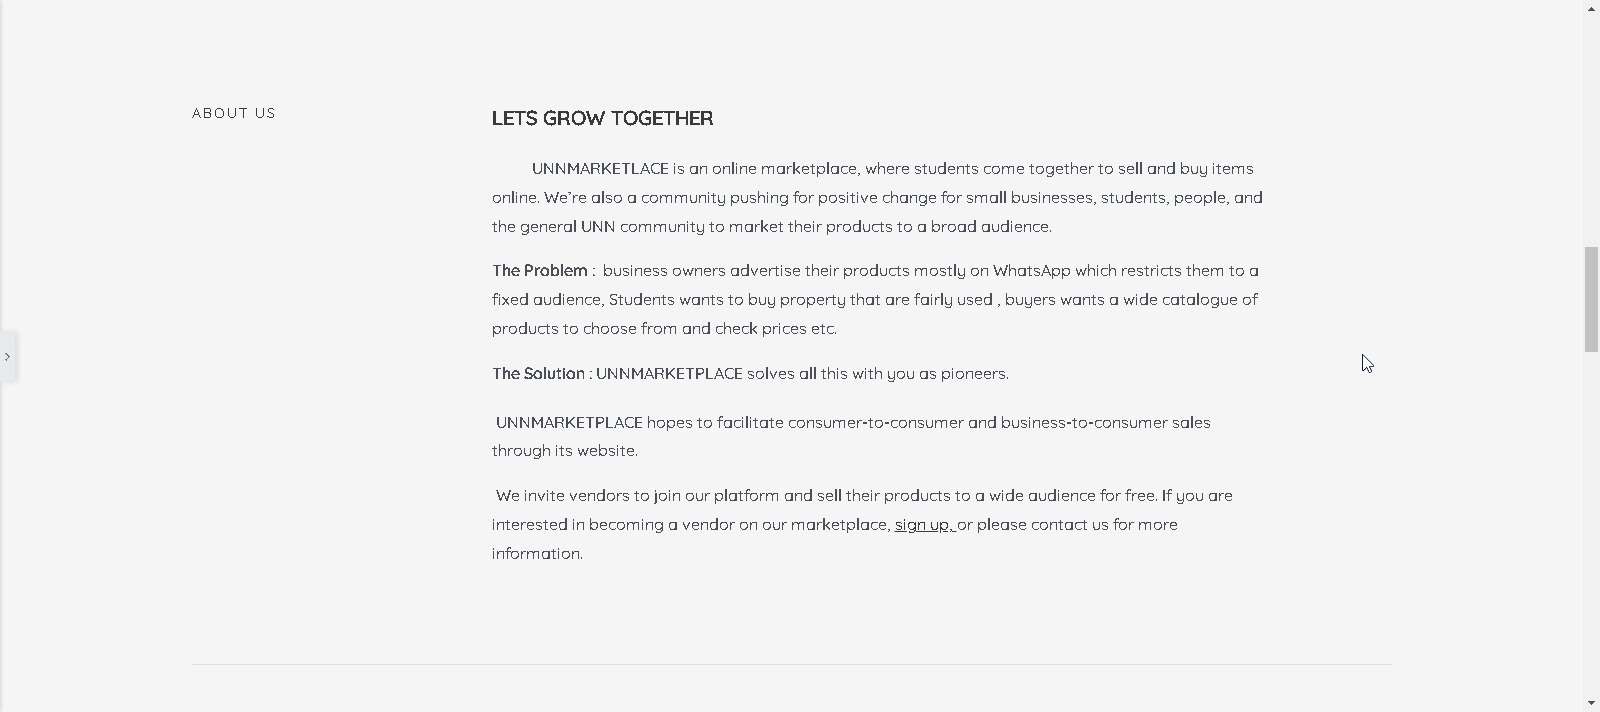 ABOUT US
LETS GROW TOGETHER
UNNMARKETLACE is an online marketplace, where students come together to sell and buy items
online. We’re also a community pushing for positive change for small businesses, students, people, and
the general UNN community to market their products to a broad audience.
The Problem :  business owners advertise their products mostly on WhatsApp which restricts them to a
fixed audience, Students wants to buy property that are fairly used , buyers wants a wide catalogue of
products to choose from and check prices etc.
The Solution : UNNMARKETPLACE solves all this with you as pioneers.
UNNMARKETPLACE hopes to facilitate consumer-to-consumer and business-to-consumer sales
through its website.
We invite vendors to join our platform and sell their products to a wide audience for free. If you are
interested in becoming a vendor on our marketplace, sign up, or please contact us for more
information.